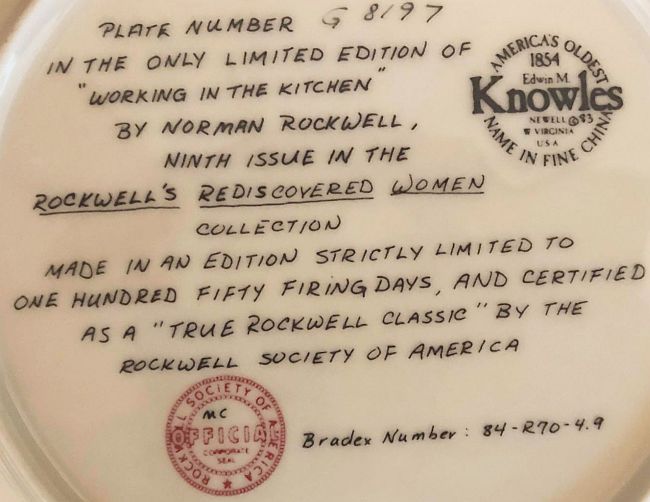 PLATE NUMBER G 8197
IN THE ONLY LIMITED EDITION OF
"WORKING IN THE KITCHEN"
BY NORMAN ROCKWELL,
NINTH ISSUE IN THE
ROCKWELL'S REDISCOVERED WOMEN
COLLECTION
MADE IN AN EDITION STRICTLY LIMITED TO
ONE HUNDRED FIFTY FIRING DAYS, AND CERTIFIED
AS A "TRUE ROCKWELL CLASSIC" BY THE
ROCKWELL SOCIETY OF AMERICA
AMERICA'S OLDEST
1854
Edwin M.
Knowles
NEWELL © 83
W VIRGINIA
USA
NAME IN FINE CHINA
ROCKWELL SOCIETY OF AMERICA
MC
OFFICIAL
CORPORATE
SEAL
Bradex Number: 84-R70-4.9